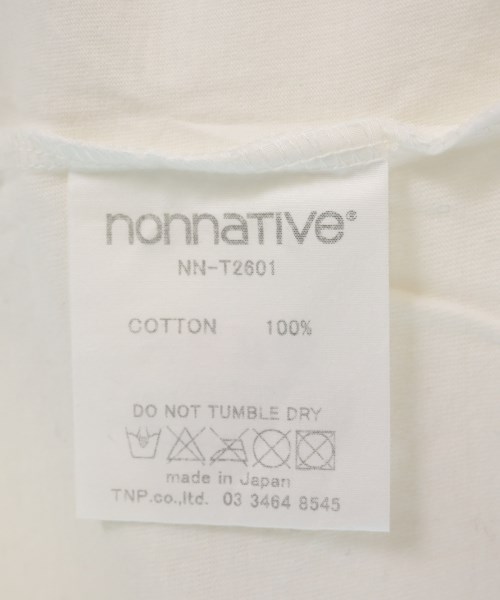 nonnative®
NN-T2601
COTTON 100%
DO NOT TUMBLE DRY
made in Japan
TNP.co.,ltd. 03 3464 8545